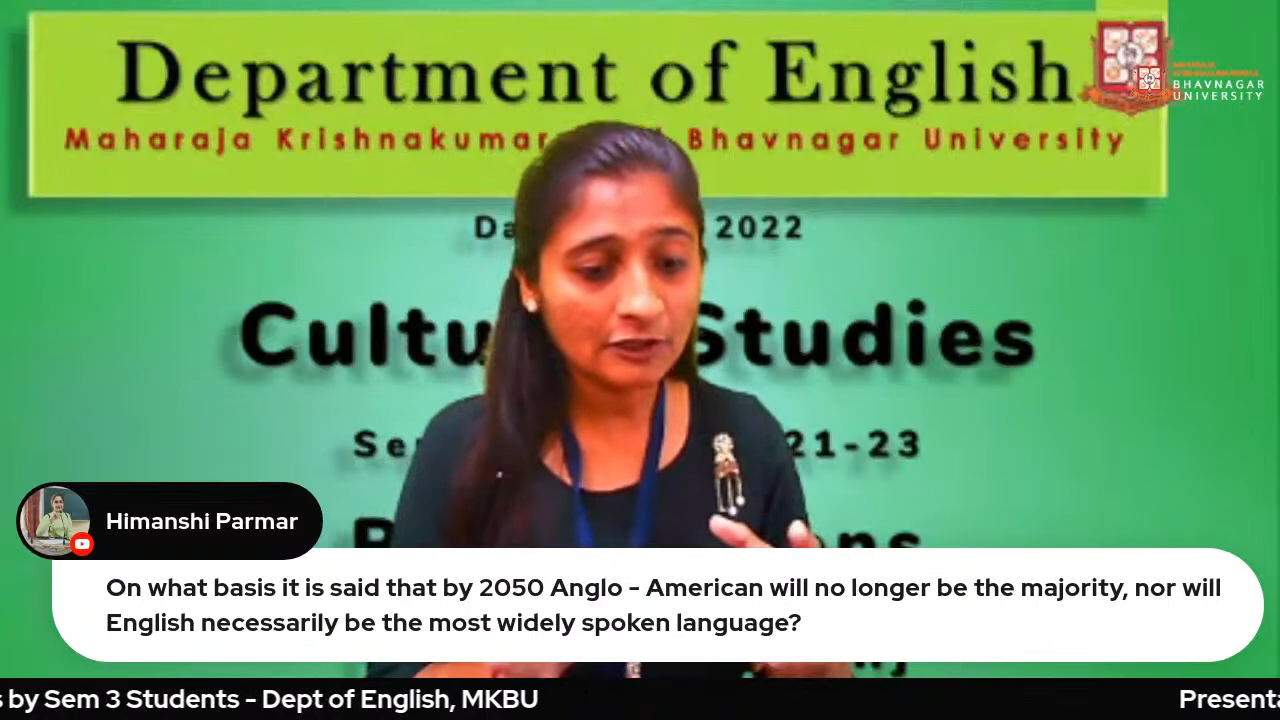 Department of English
Maharaja Bhavnagar University
BHAVNAGAR
UNIVERSITY
2022
Studies
21-23
Himanshi Parmar
On what basis it is said that by 2050 Anglo - American will no longer be the majority, nor will
English necessarily be the most widely spoken language?
by Sem 3 Students - Dept of English, MKBU